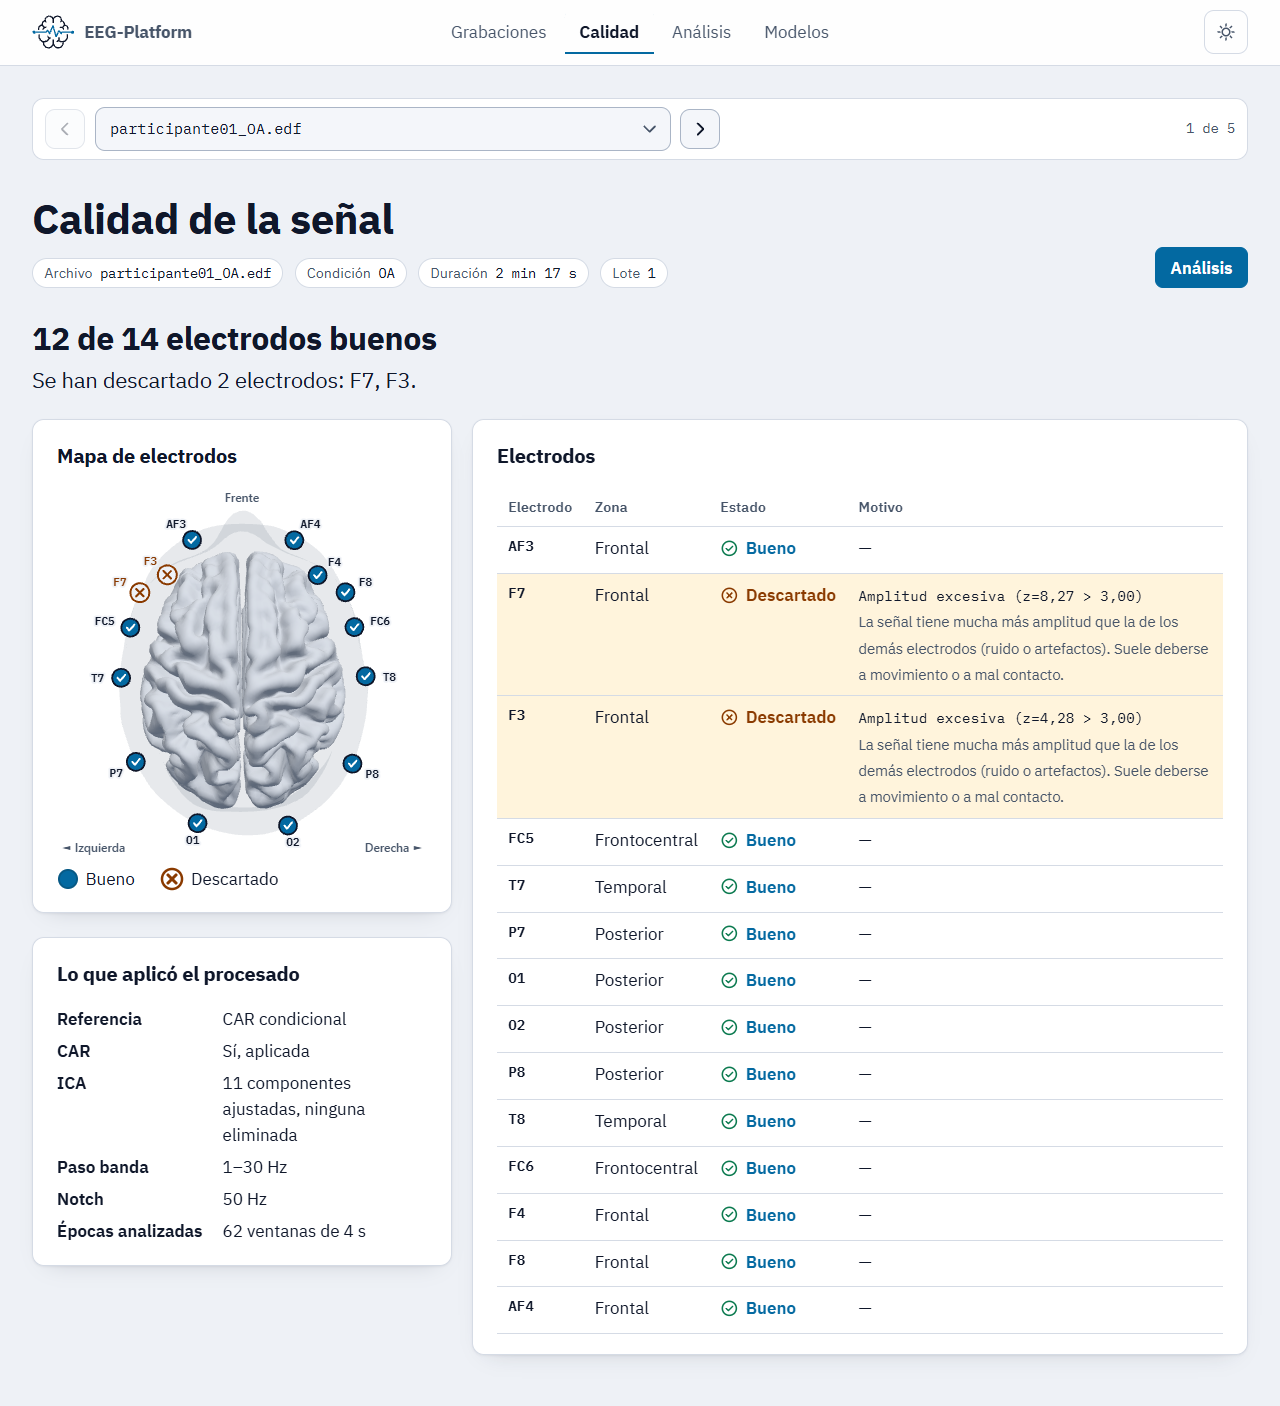 EEG-Platform
Grabaciones
Calidad
Análisis
Modelos
participante01_OA.edf
1 de 5
Calidad de la señal
Archivo participante01_OA.edf
Condición OA
Duración 2 min 17 s
Lote 1
Análisis
12 de 14 electrodos buenos
Se han descartado 2 electrodos: F7, F3.
Mapa de electrodos
Frente
AF3
AF4
F3
F4
F7
F8
FC5
FC6
T7
T8
P7
P8
O1
O2
◄ Izquierda
Derecha ►
Bueno
Descartado
Lo que aplicó el procesado
Referencia CAR condicional
CAR Sí, aplicada
ICA 11 componentes
ajustadas, ninguna
eliminada
Paso banda 1–30 Hz
Notch 50 Hz
Épocas analizadas 62 ventanas de 4 s
Electrodos
Electrodo Zona Estado Motivo
AF3 Frontal Bueno —
F7 Frontal Descartado Amplitud excesiva (z=8,27 > 3,00)
La señal tiene mucha más amplitud que la de los
demás electrodos (ruido o artefactos). Suele deberse
a movimiento o a mal contacto.
F3 Frontal Descartado Amplitud excesiva (z=4,28 > 3,00)
La señal tiene mucha más amplitud que la de los
demás electrodos (ruido o artefactos). Suele deberse
a movimiento o a mal contacto.
FC5 Frontocentral Bueno —
T7 Temporal Bueno —
P7 Posterior Bueno —
O1 Posterior Bueno —
O2 Posterior Bueno —
P8 Posterior Bueno —
T8 Temporal Bueno —
FC6 Frontocentral Bueno —
F4 Frontal Bueno —
F8 Frontal Bueno —
AF4 Frontal Bueno —